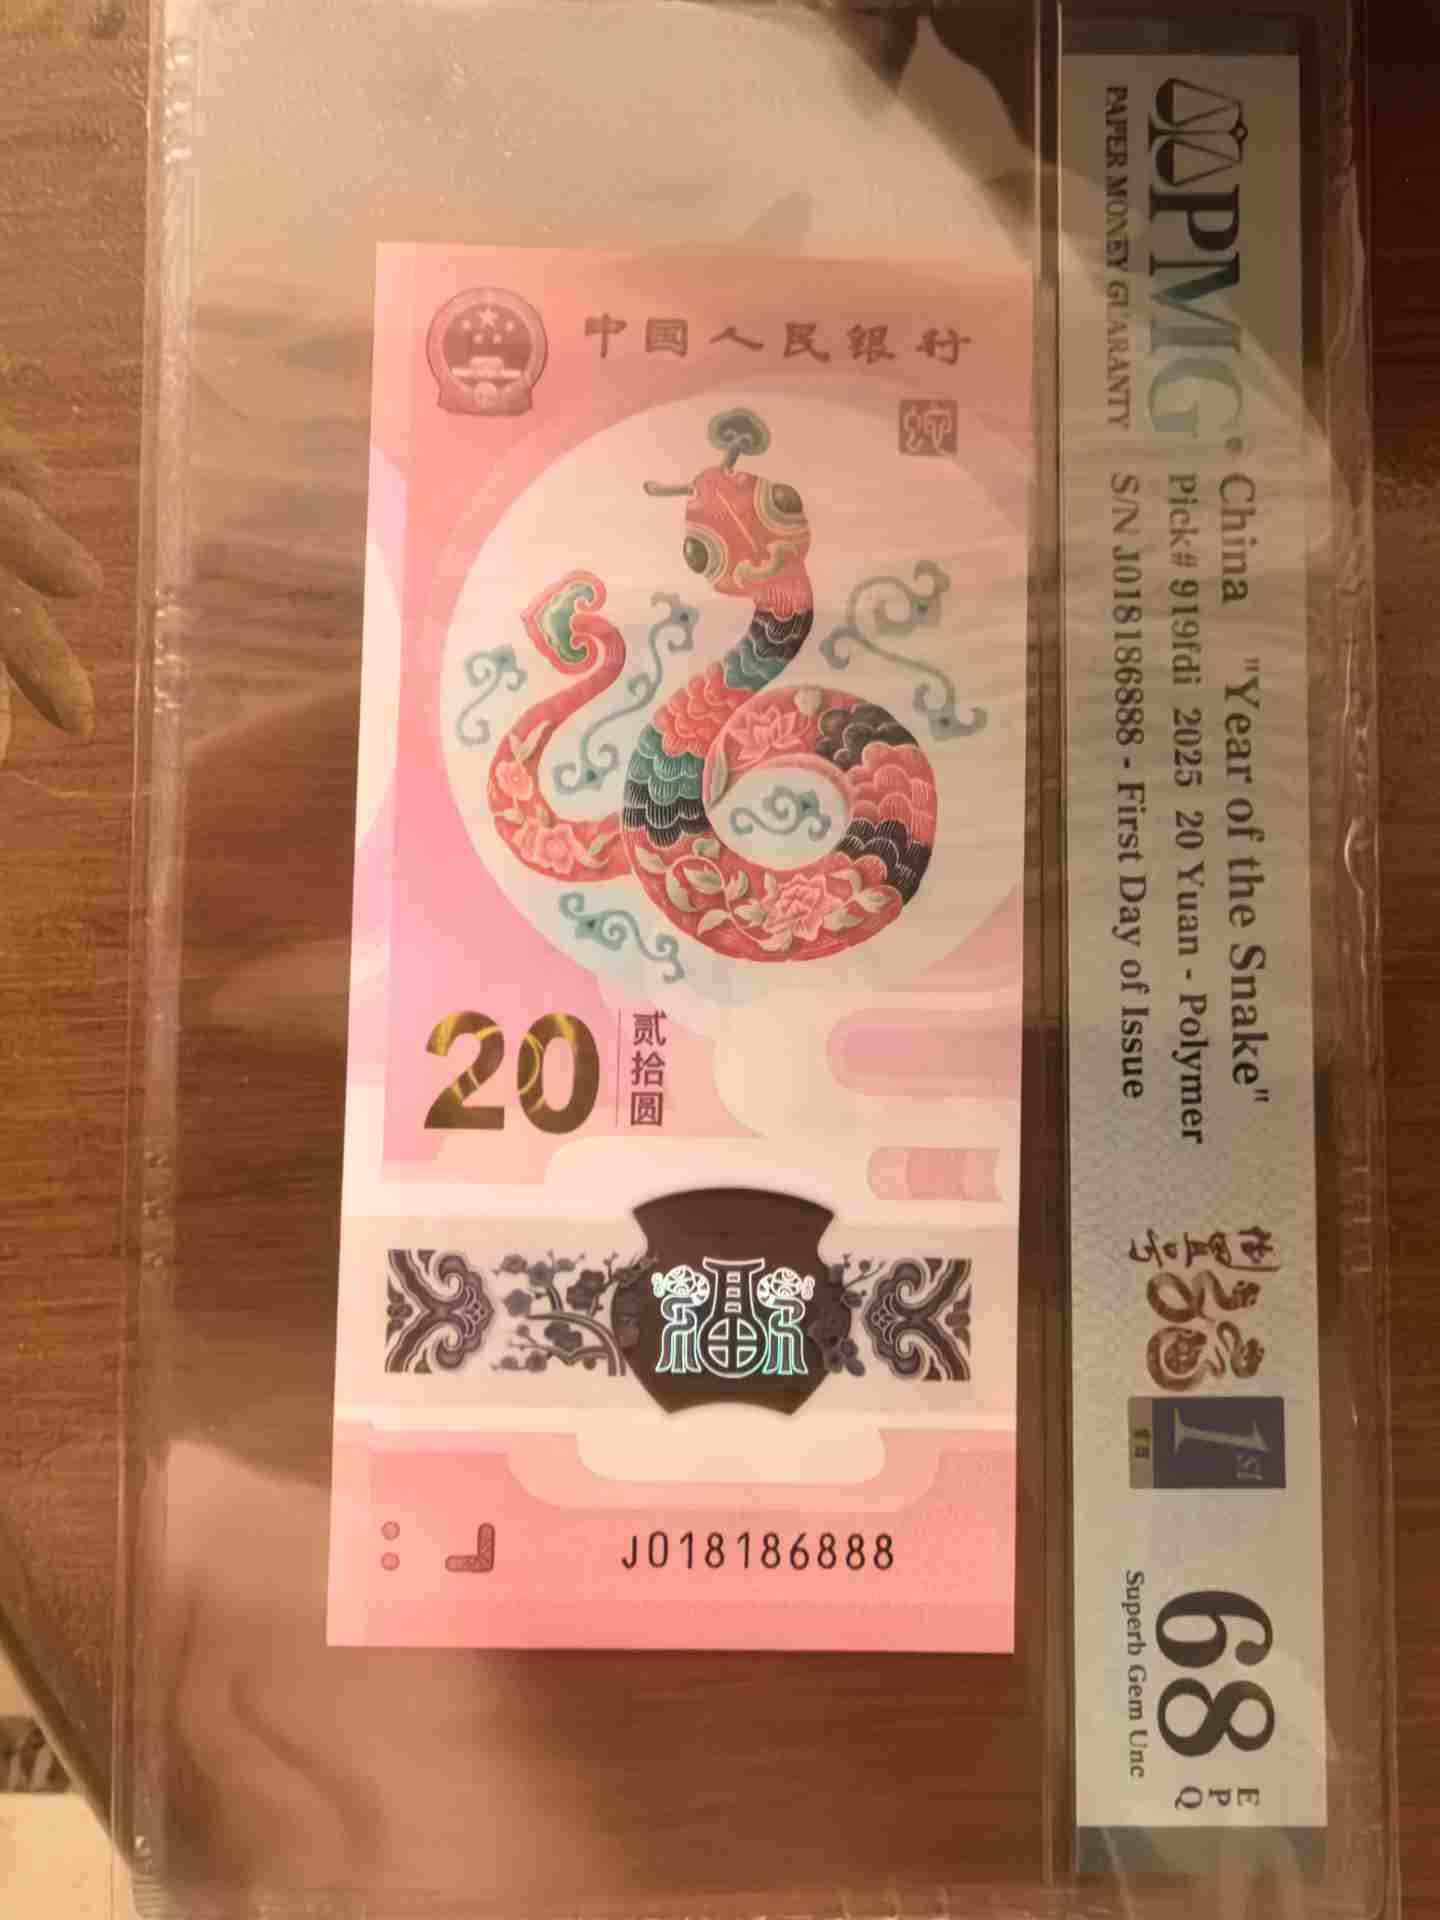 中国人民银行
20
贰拾圆
J018186888
PMG
PAPER MONEY GUARANTY
China "Year of the Snake"
Pick# 919fdi 2025 20 Yuan - Polymer
S/N J018186888 - First Day of Issue
1st
68
EPQ
Superb Gem Unc